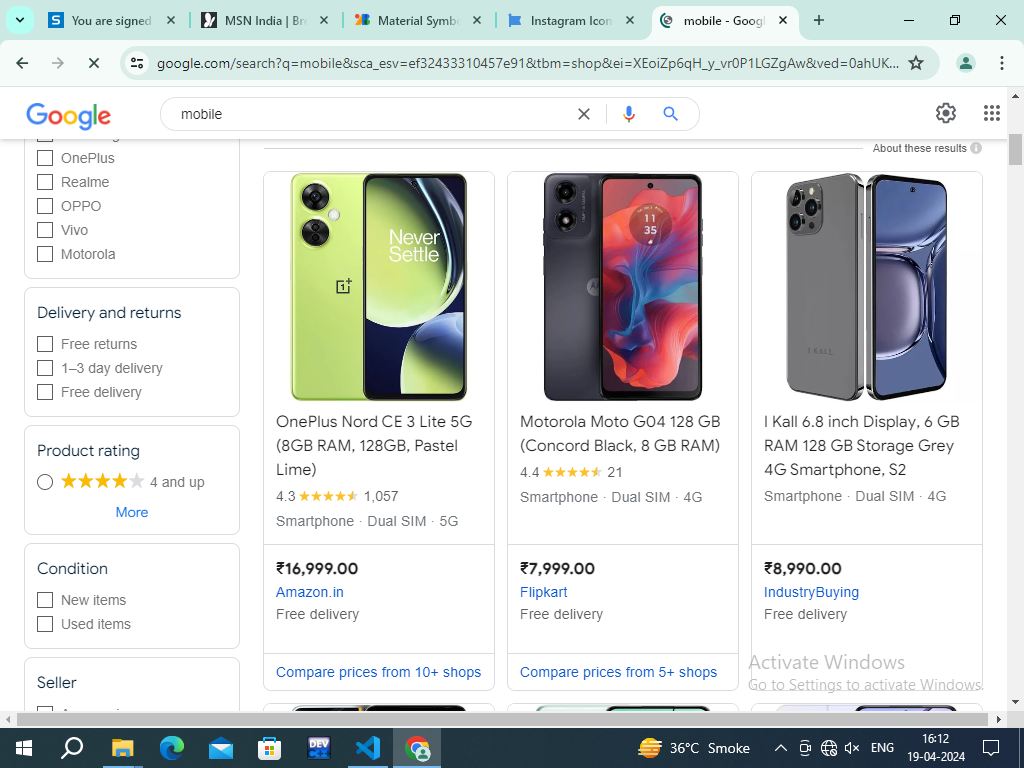 You are signed
MSN India | Bre
Material Symbo
Instagram Icon
mobile - Googl
google.com/search?q=mobile&sca_esv=ef32433310457e91&tbm=shop&ei=XEoiZp6qH_y_vr0P1LGZgAw&ved=0ahUK...
Google
mobile
About these results
OnePlus
Realme
OPPO
Vivo
Motorola
Delivery and returns
Free returns
1–3 day delivery
Free delivery
Product rating
4 and up
More
Condition
New items
Used items
Seller
Never
Settle
OnePlus Nord CE 3 Lite 5G
(8GB RAM, 128GB, Pastel
Lime)
4.3 1,057
Smartphone · Dual SIM · 5G
₹16,999.00
Amazon.in
Free delivery
Compare prices from 10+ shops
11
35
Motorola Moto G04 128 GB
(Concord Black, 8 GB RAM)
4.4 21
Smartphone · Dual SIM · 4G
₹7,999.00
Flipkart
Free delivery
Compare prices from 5+ shops
I KALL
I Kall 6.8 inch Display, 6 GB
RAM 128 GB Storage Grey
4G Smartphone, S2
Smartphone · Dual SIM · 4G
₹8,990.00
IndustryBuying
Free delivery
Activate Windows
Go to Settings to activate Windows.
DEV
36°C Smoke
ENG
16:12
19-04-2024